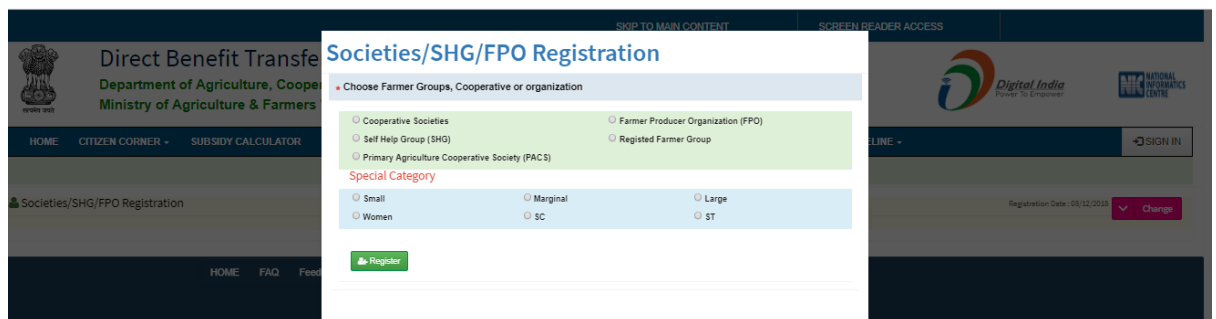 SKIP TO MAIN CONTENT SCREEN READER ACCESS
Direct Benefit Transfe
Department of Agriculture, Cooper
Ministry of Agriculture & Farmers
सत्यमेव जयते
Digital India
Power To Empower
NIC NATIONAL
INFORMATICS
CENTRE
HOME CITIZEN CORNER SUBSIDY CALCULATOR ELINE SIGN IN
Societies/SHG/FPO Registration
Registration Date : 08/12/2018 Change
HOME FAQ Feed
Societies/SHG/FPO Registration
* Choose Farmer Groups, Cooperative or organization
Cooperative Societies Farmer Producer Organization (FPO)
Self Help Group (SHG) Registed Farmer Group
Primary Agriculture Cooperative Society (PACS)
Special Category
Small Marginal Large
Women SC ST
Register